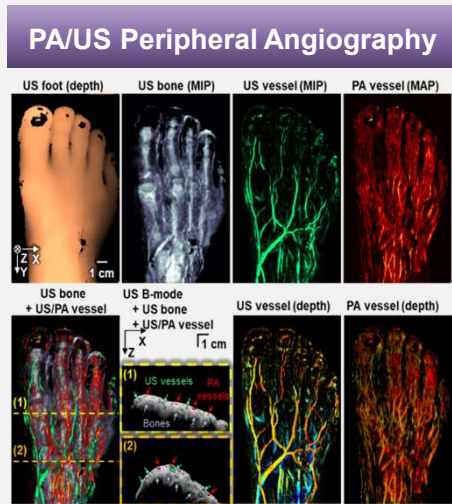 PA/US Peripheral Angiography
US foot (depth) US bone (MIP) US vessel (MIP) PA vessel (MAP)
Z X
Y
1 cm
US bone
+ US/PA vessel
US B-mode
+ US bone
+ US/PA vessel
X
Z
1 cm
US vessel (depth) PA vessel (depth)
(1)
(2)
(1)
US vessels
PA
vessels
Bones
(2)